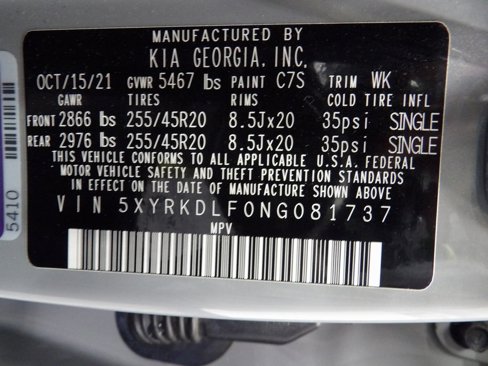 MANUFACTURED BY
KIA GEORGIA, INC.
OCT/15/21 GVWR 5467 lbs PAINT C7S TRIM WK
GAWR TIRES RIMS COLD TIRE INFL
FRONT 2866 lbs 255/45R20 8.5Jx20 35psi SINGLE
REAR 2976 lbs 255/45R20 8.5Jx20 35psi SINGLE
THIS VEHICLE CONFORMS TO ALL APPLICABLE U.S.A. FEDERAL
MOTOR VEHICLE SAFETY AND THEFT PREVENTION STANDARDS
IN EFFECT ON THE DATE OF MANUFACTURE SHOWN ABOVE
VIN 5XYRKDLF0NG081737
MPV
5410